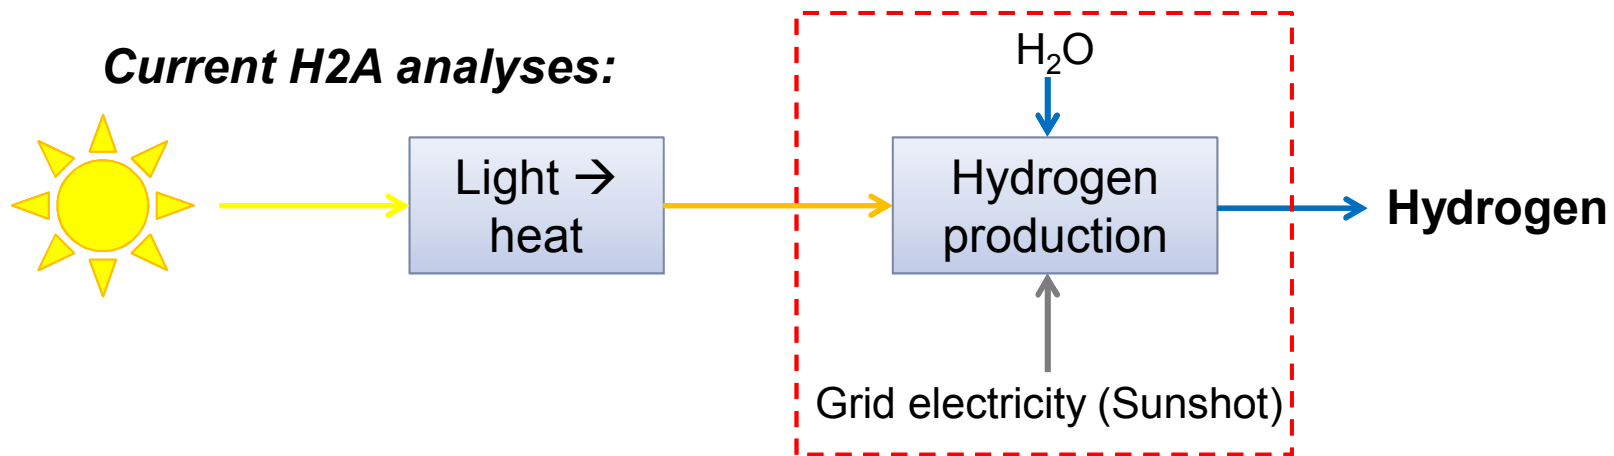 Current H2A analyses:
H₂O
Light →
heat
Hydrogen
production
Hydrogen
Grid electricity (Sunshot)